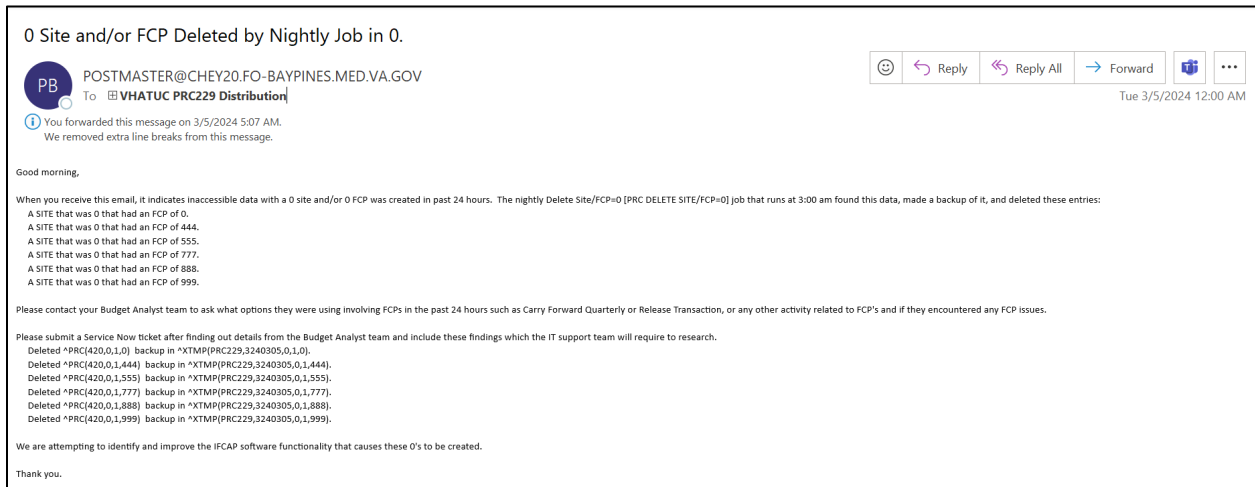 0 Site and/or FCP Deleted by Nightly Job in 0.
PB
POSTMASTER@CHEY20.FO-BAYPINES.MED.VA.GOV
Reply
Reply All
Forward
To VHATUC PRC229 Distribution
Tue 3/5/2024 12:00 AM
You forwarded this message on 3/5/2024 5:07 AM.
We removed extra line breaks from this message.
Good morning,
When you receive this email, it indicates inaccessible data with a 0 site and/or 0 FCP was created in past 24 hours. The nightly Delete Site/FCP=0 [PRC DELETE SITE/FCP=0] job that runs at 3:00 am found this data, made a backup of it, and deleted these entries:
A SITE that was 0 that had an FCP of 0.
A SITE that was 0 that had an FCP of 444.
A SITE that was 0 that had an FCP of 555.
A SITE that was 0 that had an FCP of 777.
A SITE that was 0 that had an FCP of 888.
A SITE that was 0 that had an FCP of 999.
Please contact your Budget Analyst team to ask what options they were using involving FCPs in the past 24 hours such as Carry Forward Quarterly or Release Transaction, or any other activity related to FCP's and if they encountered any FCP issues.
Please submit a Service Now ticket after finding out details from the Budget Analyst team and include these findings which the IT support team will require to research.
Deleted ^PRC(420,0,1,0) backup in ^XTMP(PRC229,3240305,0,1,0).
Deleted ^PRC(420,0,1,444) backup in ^XTMP(PRC229,3240305,0,1,444).
Deleted ^PRC(420,0,1,555) backup in ^XTMP(PRC229,3240305,0,1,555).
Deleted ^PRC(420,0,1,777) backup in ^XTMP(PRC229,3240305,0,1,777).
Deleted ^PRC(420,0,1,888) backup in ^XTMP(PRC229,3240305,0,1,888).
Deleted ^PRC(420,0,1,999) backup in ^XTMP(PRC229,3240305,0,1,999).
We are attempting to identify and improve the IFCAP software functionality that causes these 0's to be created.
Thank you.